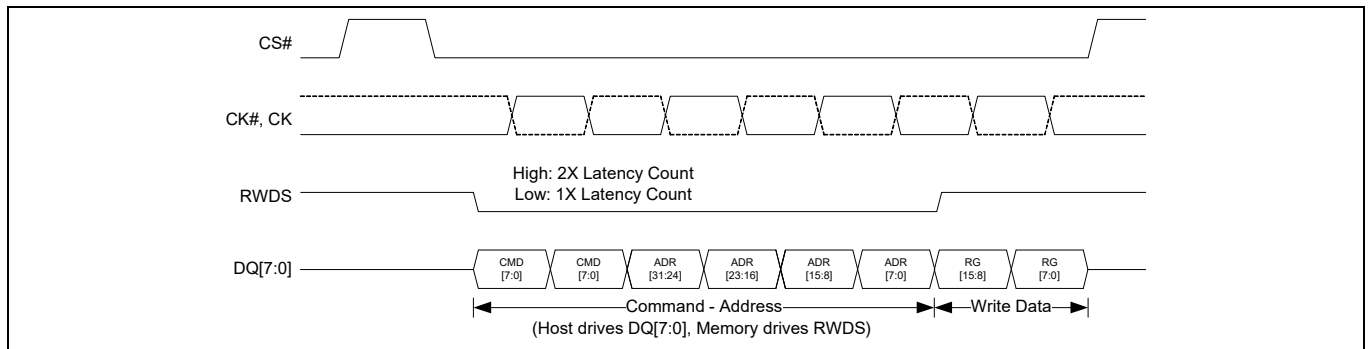 CS#
CK#, CK
High: 2X Latency Count
RWDS
Low: 1X Latency Count
DQ[7:0]
CMD
[7:0]
CMD
[7:0]
ADR
[31:24]
ADR
[23:16]
ADR
[15:8]
ADR
[7:0]
RG
[15:8]
RG
[7:0]
Command - Address
Write Data
(Host drives DQ[7:0], Memory drives RWDS)